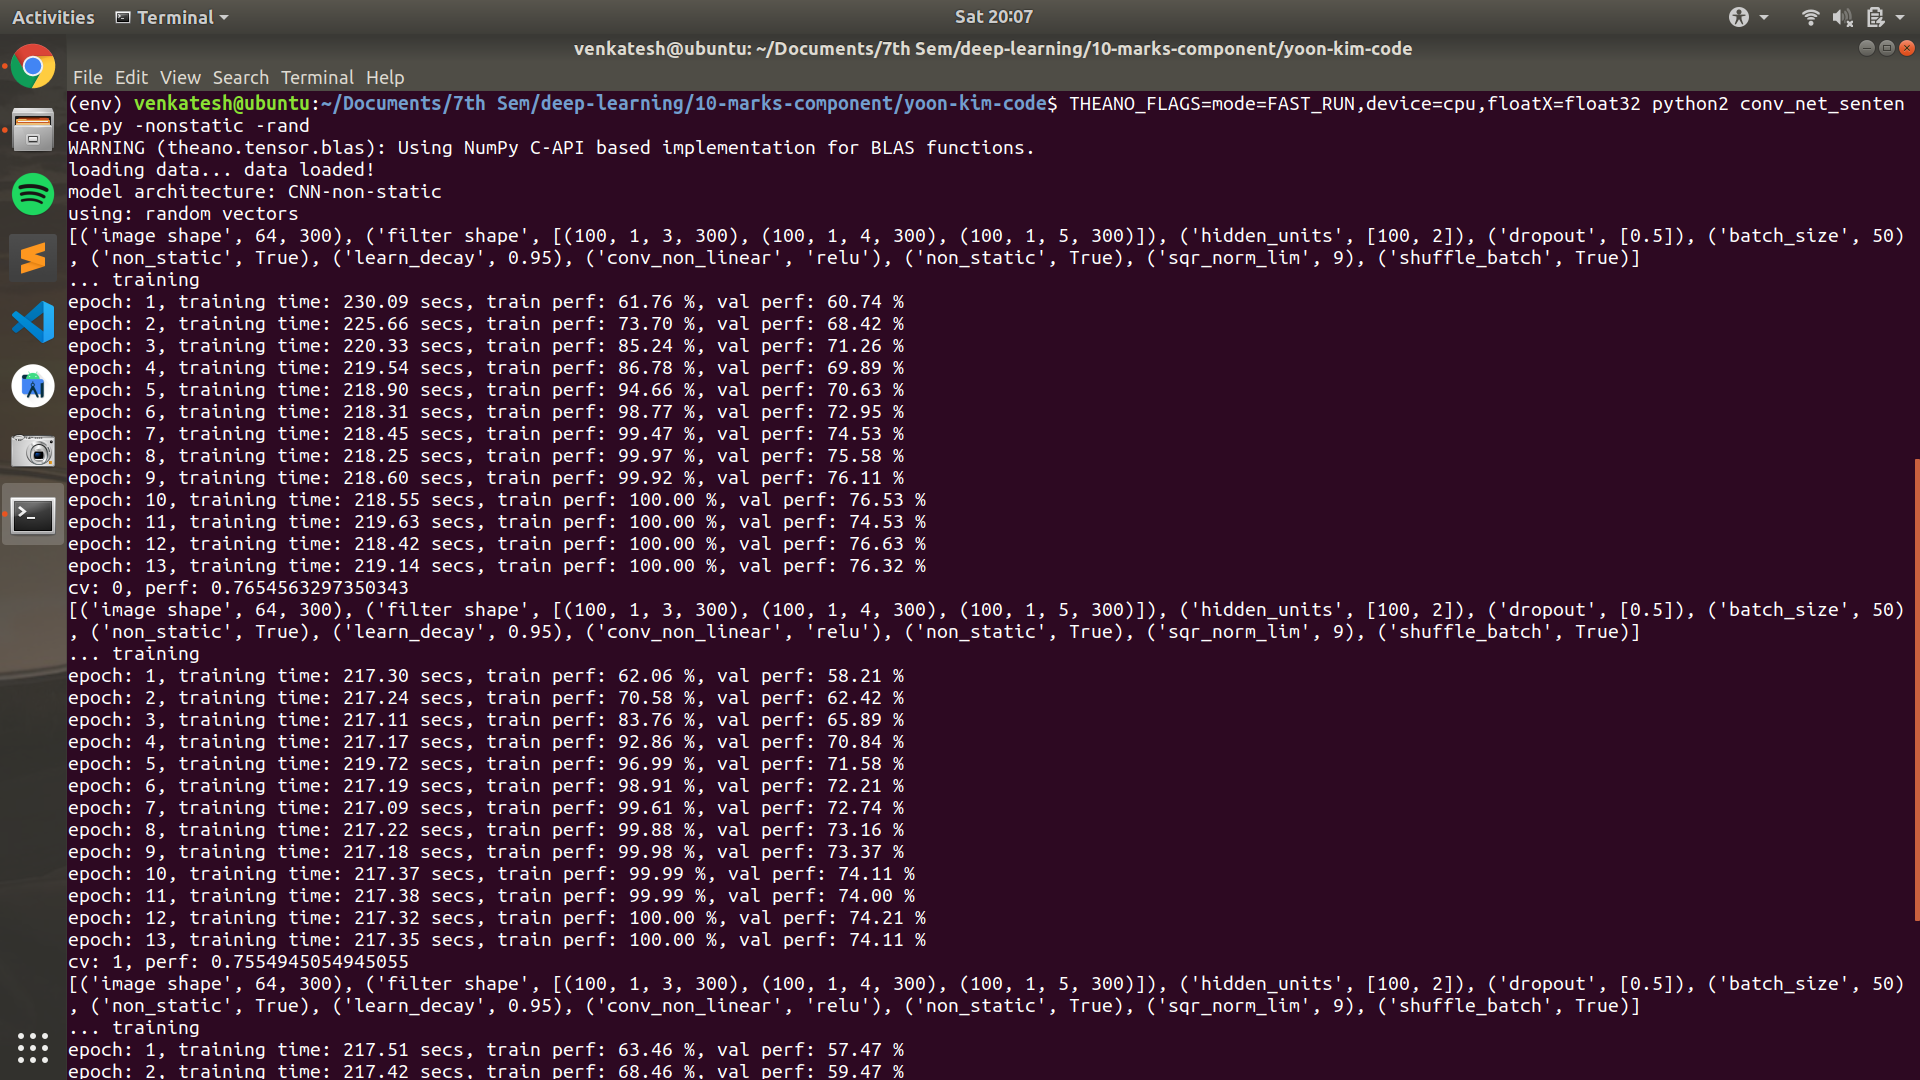 Activities
Terminal
Sat 20:07
venkatesh@ubuntu: ~/Documents/7th Sem/deep-learning/10-marks-component/yoon-kim-code
File Edit View Search Terminal Help
(env) venkatesh@ubuntu:~/Documents/7th Sem/deep-learning/10-marks-component/yoon-kim-code$ THEANO_FLAGS=mode=FAST_RUN,device=cpu,floatX=float32 python2 conv_net_senten
ce.py -nonstatic -rand
WARNING (theano.tensor.blas): Using NumPy C-API based implementation for BLAS functions.
loading data... data loaded!
model architecture: CNN-non-static
using: random vectors
[('image shape', 64, 300), ('filter shape', [(100, 1, 3, 300), (100, 1, 4, 300), (100, 1, 5, 300)]), ('hidden_units', [100, 2]), ('dropout', [0.5]), ('batch_size', 50)
, ('non_static', True), ('learn_decay', 0.95), ('conv_non_linear', 'relu'), ('non_static', True), ('sqr_norm_lim', 9), ('shuffle_batch', True)]
... training
epoch: 1, training time: 230.09 secs, train perf: 61.76 %, val perf: 60.74 %
epoch: 2, training time: 225.66 secs, train perf: 73.70 %, val perf: 68.42 %
epoch: 3, training time: 220.33 secs, train perf: 85.24 %, val perf: 71.26 %
epoch: 4, training time: 219.54 secs, train perf: 86.78 %, val perf: 69.89 %
epoch: 5, training time: 218.90 secs, train perf: 94.66 %, val perf: 70.63 %
epoch: 6, training time: 218.31 secs, train perf: 98.77 %, val perf: 72.95 %
epoch: 7, training time: 218.45 secs, train perf: 99.47 %, val perf: 74.53 %
epoch: 8, training time: 218.25 secs, train perf: 99.97 %, val perf: 75.58 %
epoch: 9, training time: 218.60 secs, train perf: 99.92 %, val perf: 76.11 %
epoch: 10, training time: 218.55 secs, train perf: 100.00 %, val perf: 76.53 %
epoch: 11, training time: 219.63 secs, train perf: 100.00 %, val perf: 74.53 %
epoch: 12, training time: 218.42 secs, train perf: 100.00 %, val perf: 76.63 %
epoch: 13, training time: 219.14 secs, train perf: 100.00 %, val perf: 76.32 %
cv: 0, perf: 0.7654563297350343
[('image shape', 64, 300), ('filter shape', [(100, 1, 3, 300), (100, 1, 4, 300), (100, 1, 5, 300)]), ('hidden_units', [100, 2]), ('dropout', [0.5]), ('batch_size', 50)
, ('non_static', True), ('learn_decay', 0.95), ('conv_non_linear', 'relu'), ('non_static', True), ('sqr_norm_lim', 9), ('shuffle_batch', True)]
... training
epoch: 1, training time: 217.30 secs, train perf: 62.06 %, val perf: 58.21 %
epoch: 2, training time: 217.24 secs, train perf: 70.58 %, val perf: 62.42 %
epoch: 3, training time: 217.11 secs, train perf: 83.76 %, val perf: 65.89 %
epoch: 4, training time: 217.17 secs, train perf: 92.86 %, val perf: 70.84 %
epoch: 5, training time: 219.72 secs, train perf: 96.99 %, val perf: 71.58 %
epoch: 6, training time: 217.19 secs, train perf: 98.91 %, val perf: 72.21 %
epoch: 7, training time: 217.09 secs, train perf: 99.61 %, val perf: 72.74 %
epoch: 8, training time: 217.22 secs, train perf: 99.88 %, val perf: 73.16 %
epoch: 9, training time: 217.18 secs, train perf: 99.98 %, val perf: 73.37 %
epoch: 10, training time: 217.37 secs, train perf: 99.99 %, val perf: 74.11 %
epoch: 11, training time: 217.38 secs, train perf: 99.99 %, val perf: 74.00 %
epoch: 12, training time: 217.32 secs, train perf: 100.00 %, val perf: 74.21 %
epoch: 13, training time: 217.35 secs, train perf: 100.00 %, val perf: 74.11 %
cv: 1, perf: 0.7554945054945055
[('image shape', 64, 300), ('filter shape', [(100, 1, 3, 300), (100, 1, 4, 300), (100, 1, 5, 300)]), ('hidden_units', [100, 2]), ('dropout', [0.5]), ('batch_size', 50)
, ('non_static', True), ('learn_decay', 0.95), ('conv_non_linear', 'relu'), ('non_static', True), ('sqr_norm_lim', 9), ('shuffle_batch', True)]
... training
epoch: 1, training time: 217.51 secs, train perf: 63.46 %, val perf: 57.47 %
epoch: 2, training time: 217.42 secs, train perf: 68.46 %, val perf: 59.47 %